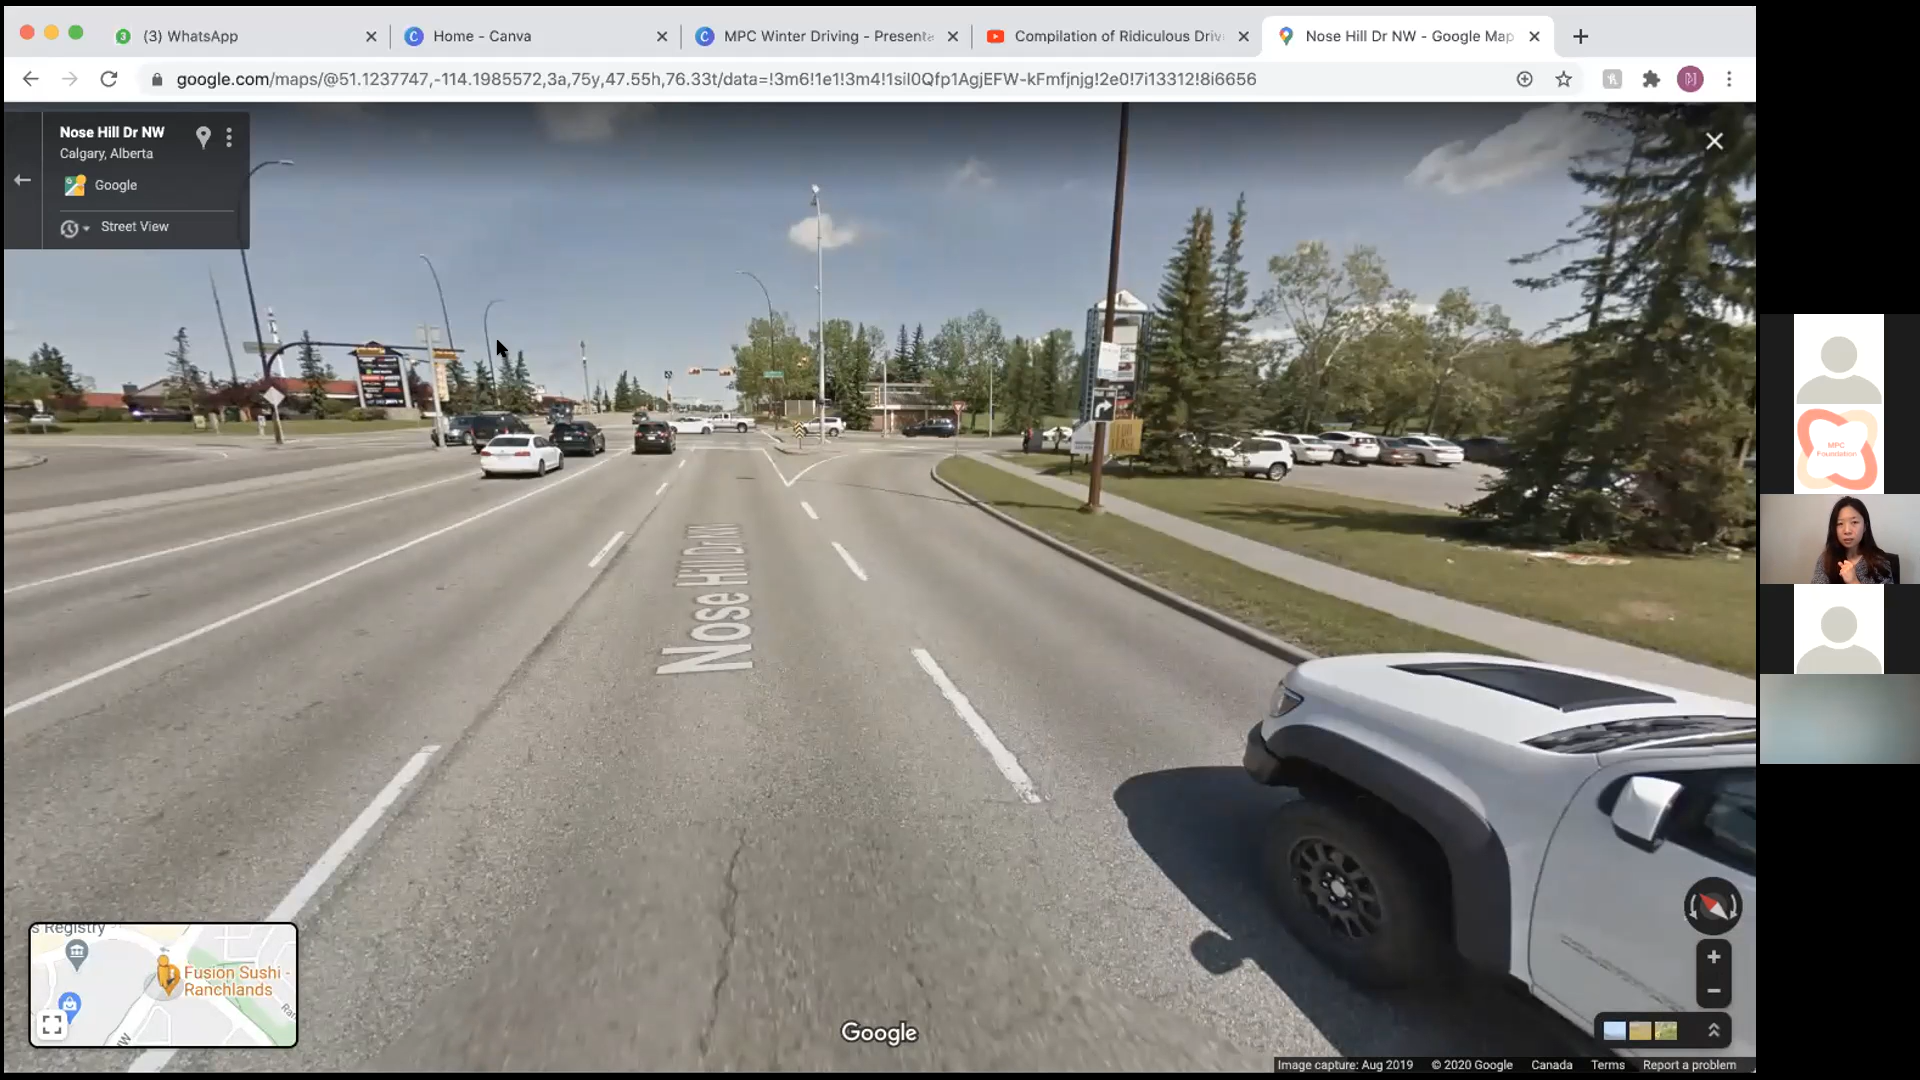 (3) WhatsApp
Home - Canva
MPC Winter Driving - Presenta
Compilation of Ridiculous Driv
Nose Hill Dr NW - Google Map
google.com/maps/@51.1237747,-114.1985572,3a,75y,47.55h,76.33t/data=!3m6!1e1!3m4!1sil0Qfp1AgjEFW-kFmfjnjg!2e0!7i13312!8i6656
Nose Hill Dr NW
Calgary, Alberta
Google
Street View
Nose Hill Dr NW
MPC
Foundation
s Registry
Fusion Sushi -
Ranchlands
Google
Image capture: Aug 2019 © 2020 Google Canada Terms Report a problem